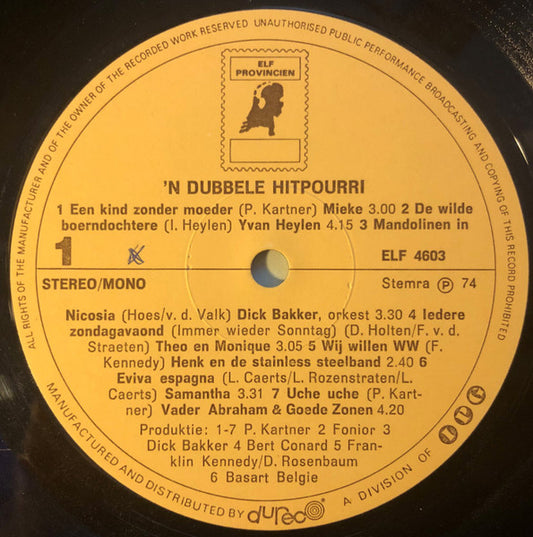 ALL RIGHTS OF THE MANUFACTURER AND OF THE OWNER OF THE RECORDED WORK RESERVED UNAUTHORISED PUBLIC PERFORMANCE BROADCASTING AND COPYING OF THIS RECORD PROHIBITED
ELF
PROVINCIEN
'N DUBBELE HITPOURRI
1 Een kind zonder moeder (P. Kartner) Mieke 3.00 2 De wilde
boerndochtere (I. Heylen) Yvan Heylen 4.15 3 Mandolinen in
1 ELF 4603
STEREO/MONO Stemra Ⓟ 74
Nicosia (Hoes/v. d. Valk) Dick Bakker, orkest 3.30 4 Iedere
zondagavaond (Immer wieder Sonntag) (D. Holten/F. v. d.
Straeten) Theo en Monique 3.05 5 Wij willen WW (F.
Kennedy) Henk en de stainless steelband 2.40 6
Eviva espagna (L. Caerts/L. Rozenstraten/L.
Caerts) Samantha 3.31 7 Uche uche (P. Kart-
ner) Vader Abraham & Goede Zonen 4.20
Produktie: 1-7 P. Kartner 2 Fonior 3
Dick Bakker 4 Bert Conard 5 Fran-
klin Kennedy/D. Rosenbaum
6 Basart Belgie
MANUFACTURED AND DISTRIBUTED BY dureco A DIVISION OF